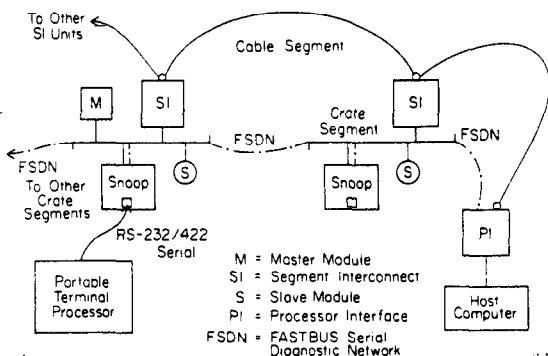 To Other
SI Units
Cable Segment
M
SI
SI
Crate
Segment
FSDN
FSDN
FSDN
To Other
Crate
Segments
Snoop
S
Snoop
S
RS-232/422
Serial
PI
Portable
Terminal
Processor
Host
Computer
M = Master Module
SI = Segment Interconnect
S = Slave Module
PI = Processor Interface
FSDN = FASTBUS Serial
Diagnostic Network